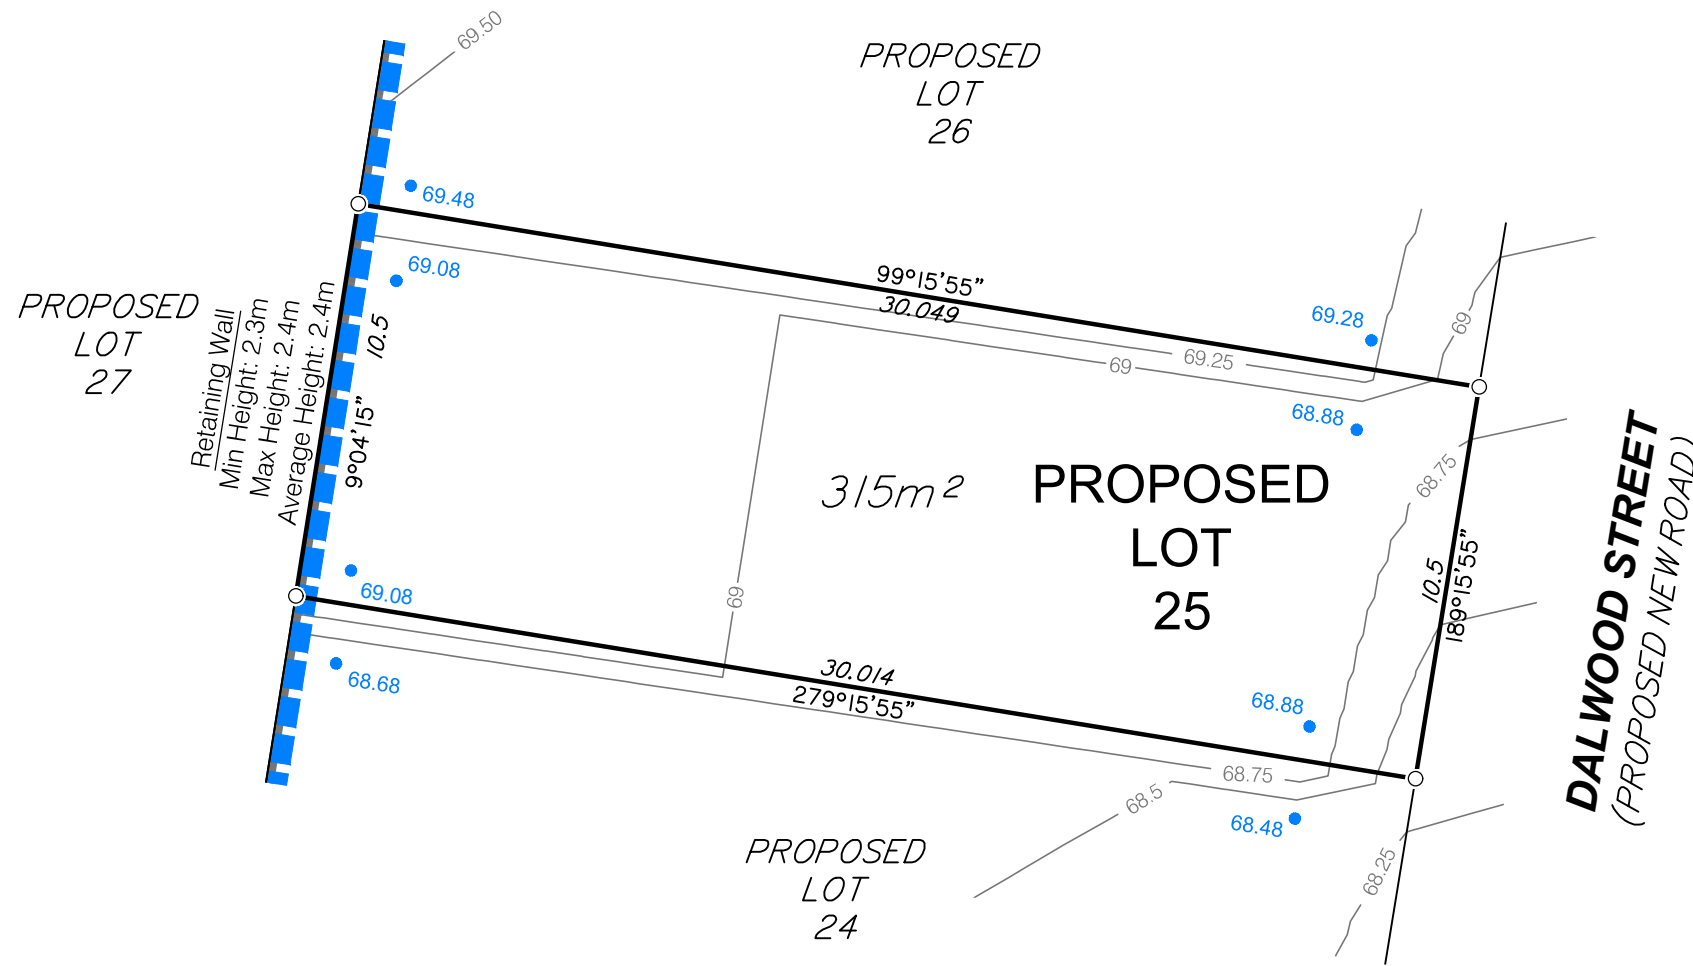 69.50
PROPOSED
LOT
26
69.48
69.08
99°15'55"
30.049
69.28
69
69.25
69
68.88
PROPOSED
LOT
27
Retaining Wall
Min Height: 2.3m
Max Height: 2.4m
Average Height: 2.4m
10.5
9°04'15"
315m²
PROPOSED
LOT
25
68.75
10.5
189°15'55"
DALWOOD STREET
(PROPOSED NEW ROAD)
69
69.08
68.68
30.014
279°15'55"
68.88
68.75
68.5
68.48
68.25
PROPOSED
LOT
24